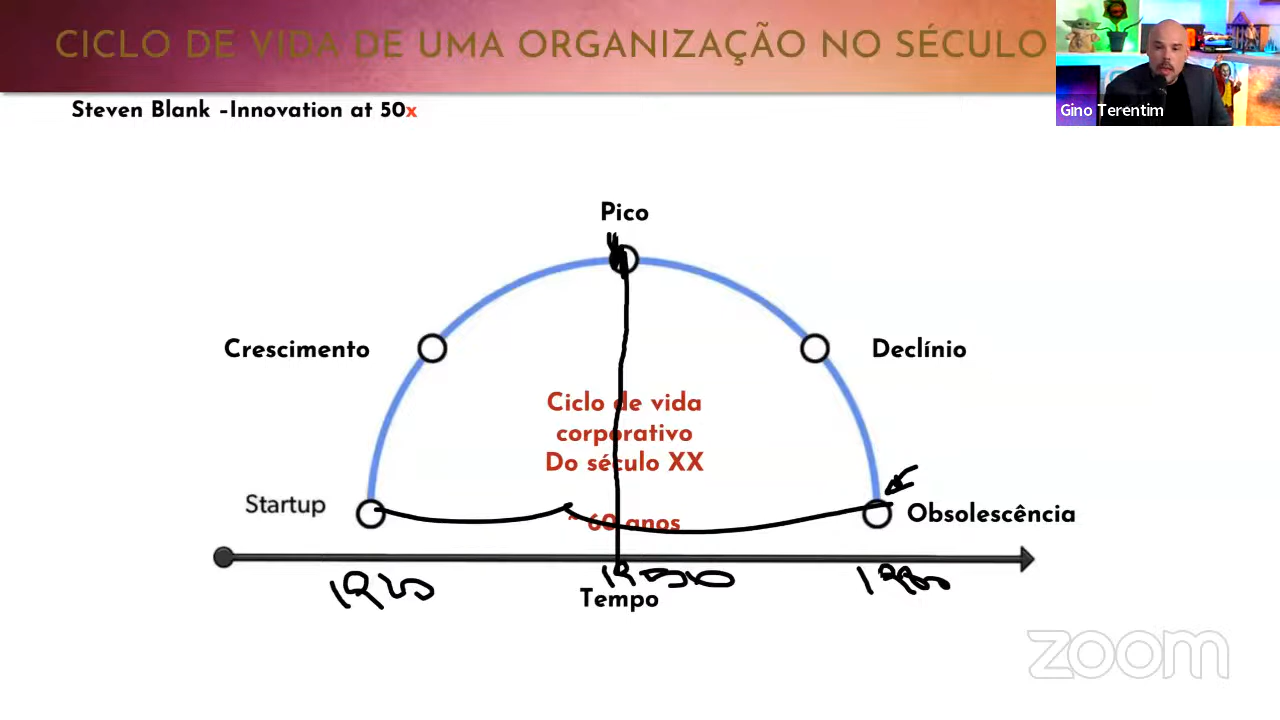 CICLO DE VIDA DE UMA ORGANIZAÇÃO NO SÉCULO
Gino Terentim
Steven Blank –Innovation at 50x
Pico
Crescimento
Declínio
Ciclo de vida
corporativo
Do século XX
Startup
~ 60 anos
Obsolescência
1920
1980
Tempo
zoom